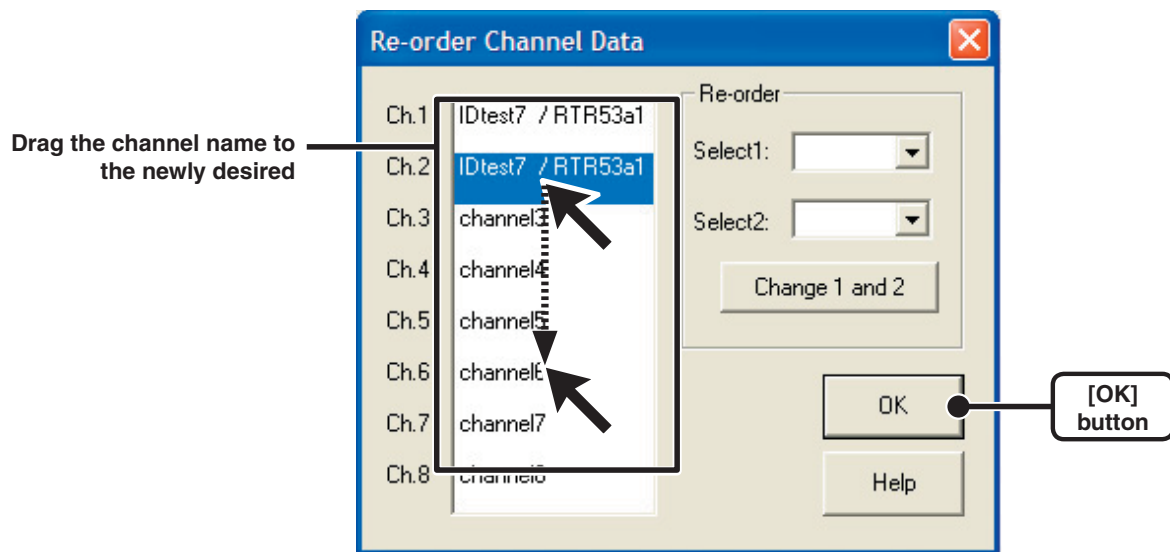 Re-order Channel Data
Drag the channel name to
the newly desired
Ch.1 IDtest7 / RTR53a1
Ch.2 IDtest7 / RTR53a1
Ch.3 channel3
Ch.4 channel4
Ch.5 channel5
Ch.6 channel6
Ch.7 channel7
Ch.8 channel8
Re-order
Select1:
Select2:
Change 1 and 2
OK
[OK]
button
Help